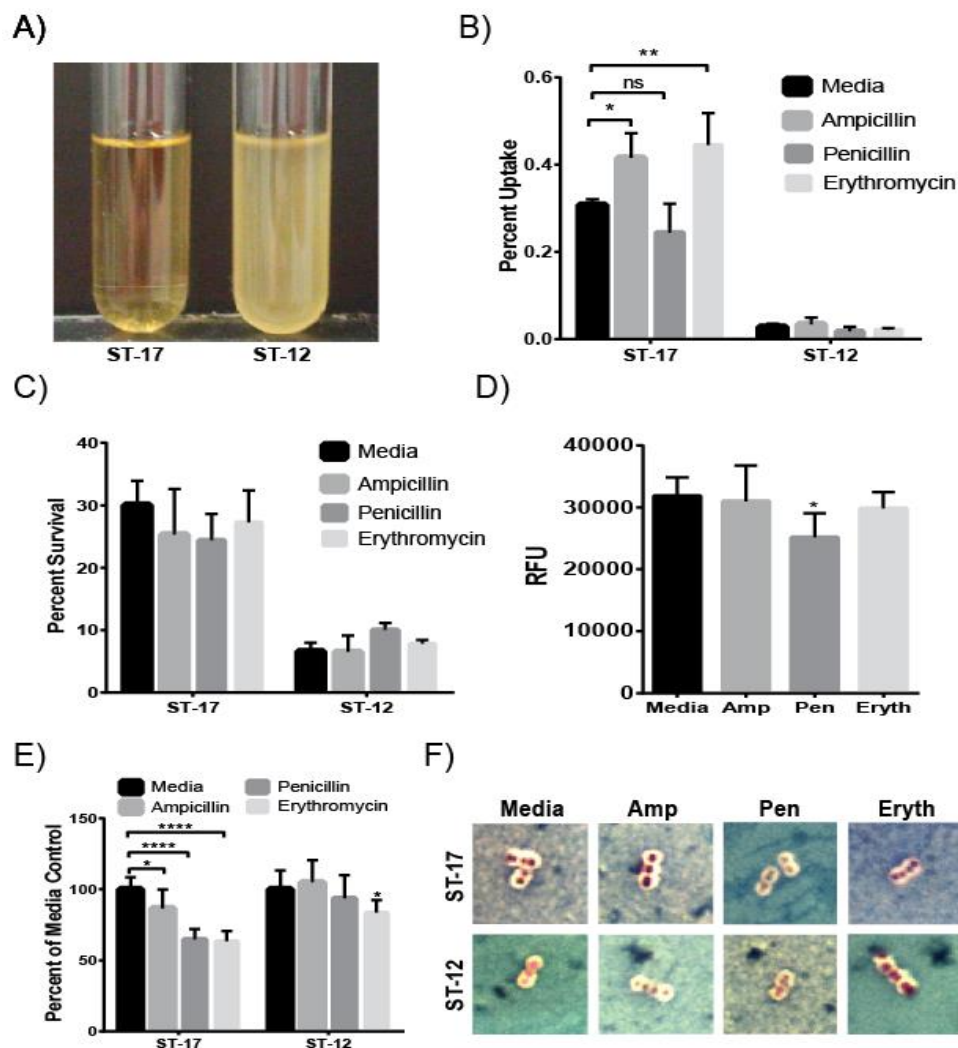 A)
ST-17 ST-12
B)
** 
ns
*
0.6
0.4
0.2
0.0
Percent Uptake
Media
Ampicillin
Penicillin
Erythromycin
ST-17 ST-12
C)
40
30
20
10
0
Percent Survival
Media
Ampicillin
Penicillin
Erythromycin
ST-17 ST-12
D)
40000
30000
20000
10000
0
RFU
*
Media Amp Pen Eryth
E)
Media Penicillin
Ampicillin Erythromycin
150
100
50
0
Percent of Media Control
****
****
*
*
ST-17 ST-12
F)
Media Amp Pen Eryth
ST-17
ST-12